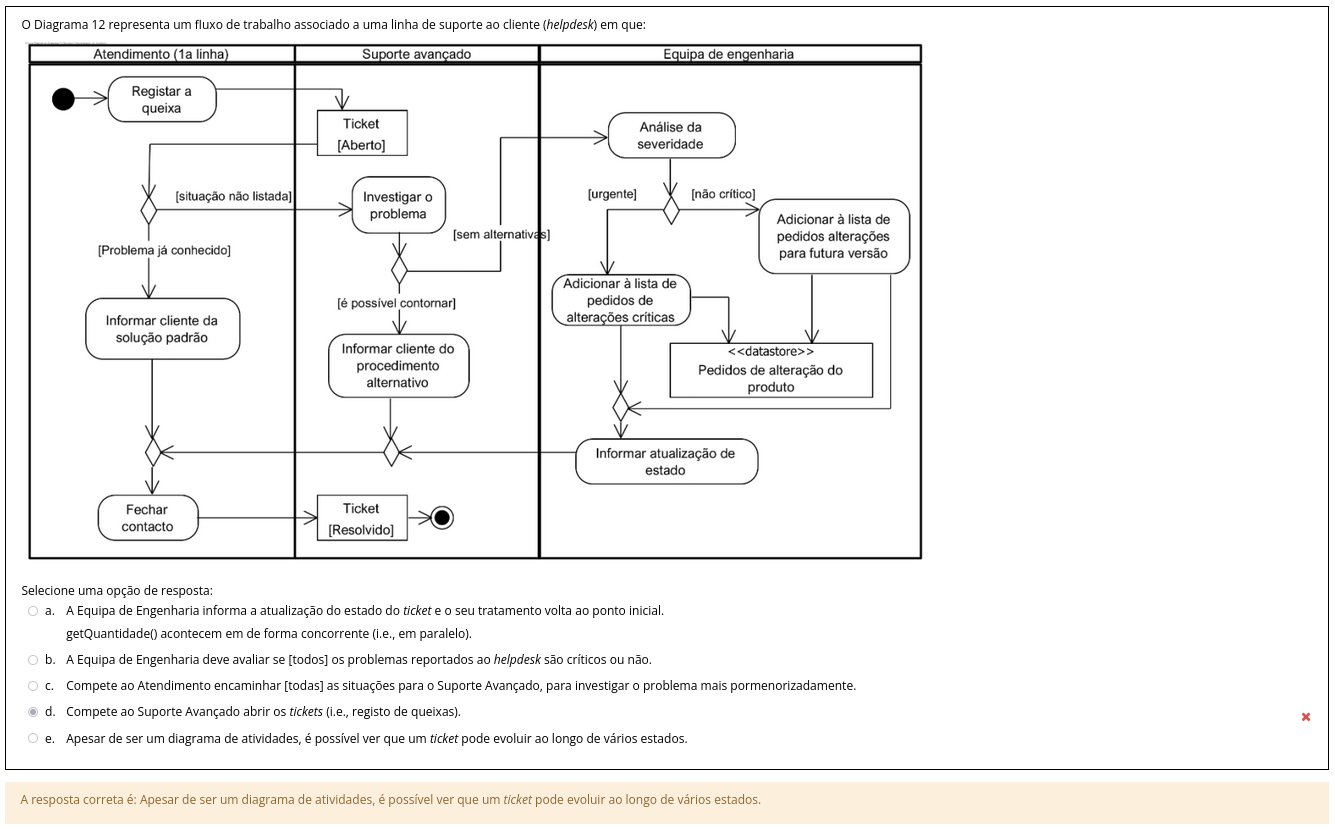 O Diagrama 12 representa um fluxo de trabalho associado a uma linha de suporte ao cliente (helpdesk) em que:
Atendimento (1a linha)
Suporte avançado
Equipa de engenharia
Registar a
queixa
Ticket
[Aberto]
Análise da
severidade
[situação não listada]
Investigar o
problema
[urgente]
[não crítico]
[sem alternativas]
Adicionar à lista de
pedidos alterações
para futura versão
[Problema já conhecido]
Adicionar à lista de
pedidos de
alterações críticas
[é possível contornar]
Informar cliente da
solução padrão
Informar cliente do
procedimento
alternativo
<<datastore>>
Pedidos de alteração do
produto
Informar atualização de
estado
Fechar
contacto
Ticket
[Resolvido]
Selecione uma opção de resposta:
a. A Equipa de Engenharia informa a atualização do estado do ticket e o seu tratamento volta ao ponto inicial.
getQuantidade() acontecem em de forma concorrente (i.e., em paralelo).
b. A Equipa de Engenharia deve avaliar se [todos] os problemas reportados ao helpdesk são críticos ou não.
c. Compete ao Atendimento encaminhar [todas] as situações para o Suporte Avançado, para investigar o problema mais pormenorizadamente.
d. Compete ao Suporte Avançado abrir os tickets (i.e., registo de queixas).
e. Apesar de ser um diagrama de atividades, é possível ver que um ticket pode evoluir ao longo de vários estados.
A resposta correta é: Apesar de ser um diagrama de atividades, é possível ver que um ticket pode evoluir ao longo de vários estados.